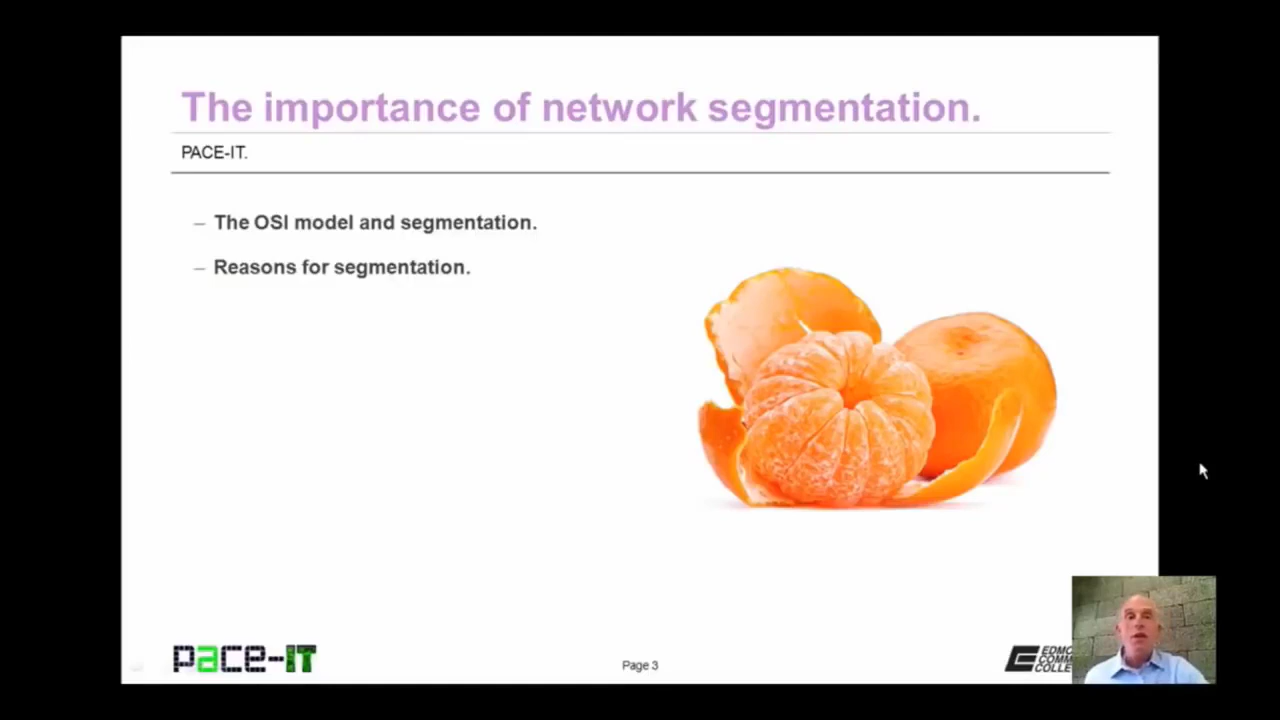 The importance of network segmentation.
PACE-IT.
– The OSI model and segmentation.
– Reasons for segmentation.
pace-IT
Page 3